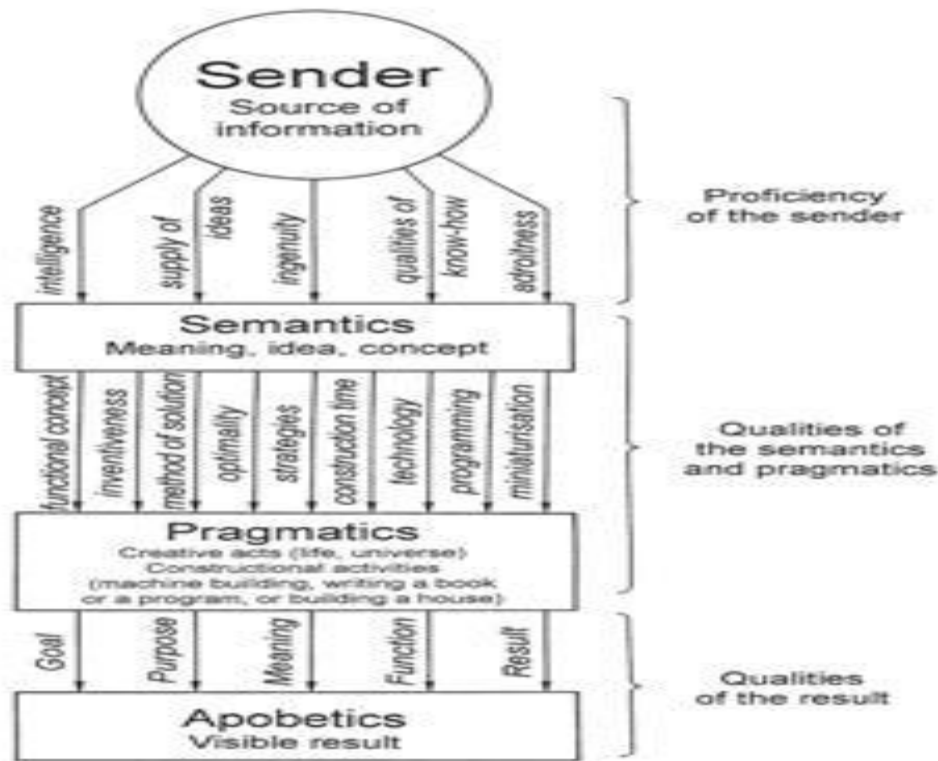 Sender
Source of
information
intelligence
supply of
ideas
ingenuity
qualities of
know-how
adroitness
Proficiency
of the sender
Semantics
Meaning, idea, concept
functional concept
inventiveness
method of solution
optimality
strategies
construction time
technology
programming
miniaturisation
Qualities of
the semantics
and pragmatics
Pragmatics
Creative acts (life, universe)
Constructional activities
(machine building, writing a book
or a program, or building a house)
Goal
Purpose
Meaning
Function
Result
Qualities
of the result
Apobetics
Visible result